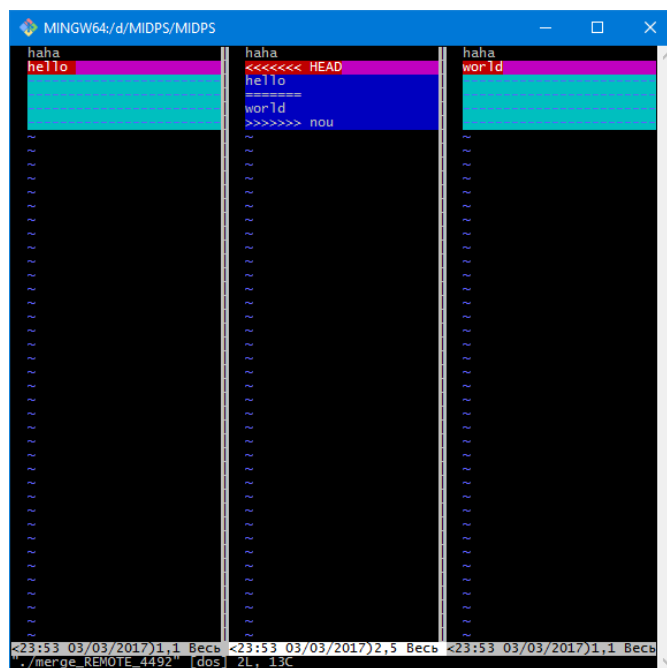 MINGW64:/d/MIDPS/MIDPS
haha
hello
haha
<<<<<<< HEAD
hello
=======
world
>>>>>>> nou
haha
world
<23:53 03/03/2017)1,1 Весь <23:53 03/03/2017)2,5 Весь <23:53 03/03/2017)1,1 Весь
"./merge_REMOTE_4492" [dos] 2L, 13C